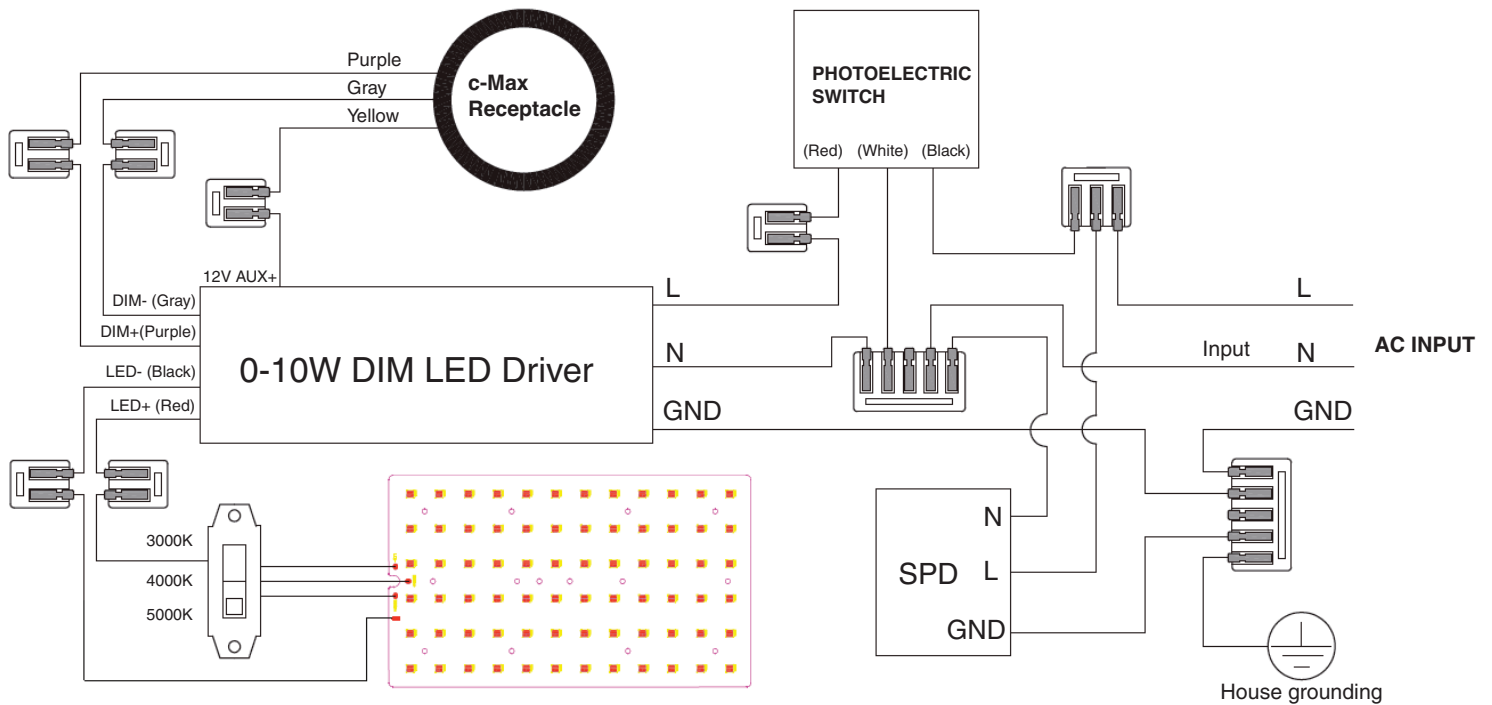 Purple
Gray
Yellow
c-Max
Receptacle
PHOTOELECTRIC
SWITCH
(Red) (White) (Black)
12V AUX+
DIM- (Gray)
DIM+(Purple)
LED- (Black)
LED+ (Red)
0-10W DIM LED Driver
L
N
GND
L
Input N
GND
AC INPUT
3000K
4000K
5000K
SPD
N
L
GND
House grounding